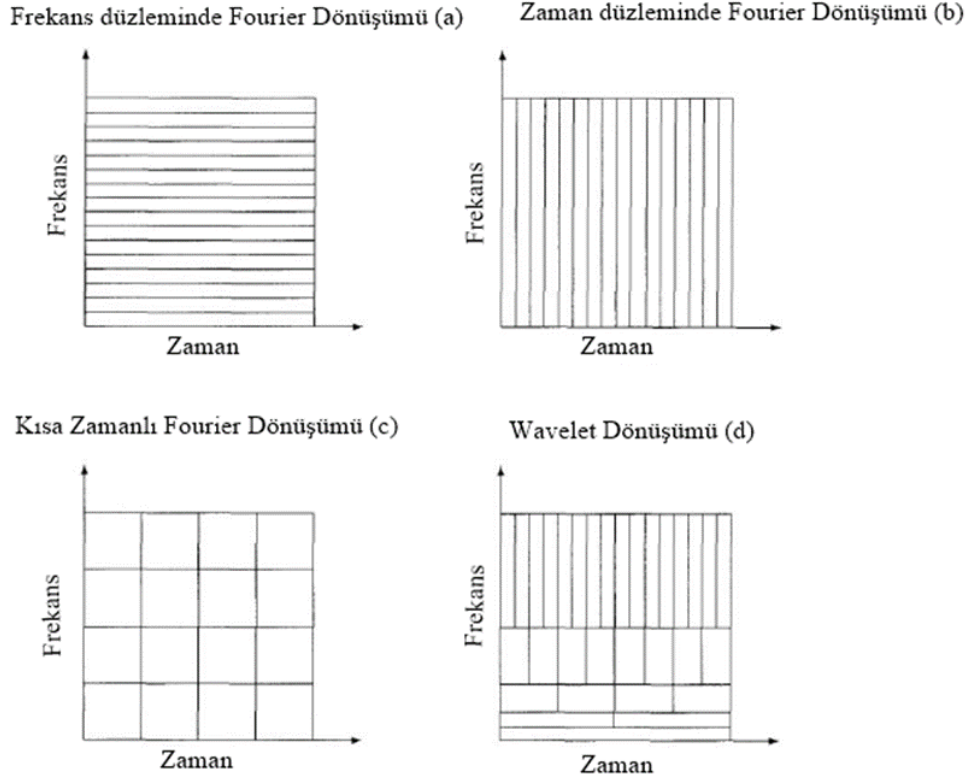 Frekans düzleminde Fourier Dönüşümü (a)
Zaman düzleminde Fourier Dönüşümü (b)
Frekans
Zaman
Frekans
Zaman
Kısa Zamanlı Fourier Dönüşümü (c)
Wavelet Dönüşümü (d)
Frekans
Zaman
Frekans
Zaman